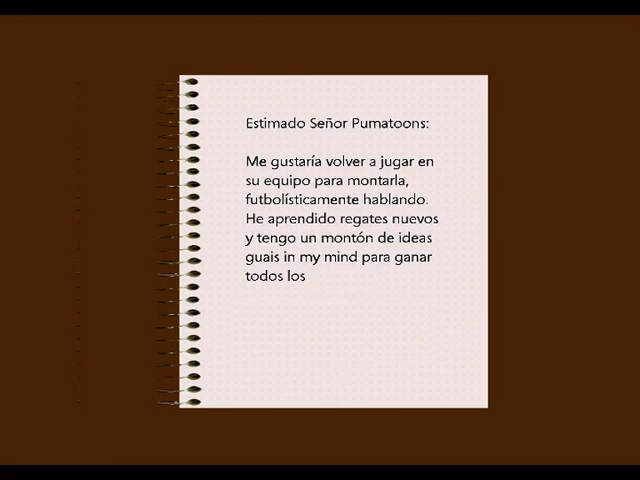 Estimado Señor Pumatoons:
Me gustaría volver a jugar en
su equipo para montarla,
futbolísticamente hablando.
He aprendido regates nuevos
y tengo un montón de ideas
guais in my mind para ganar
todos los